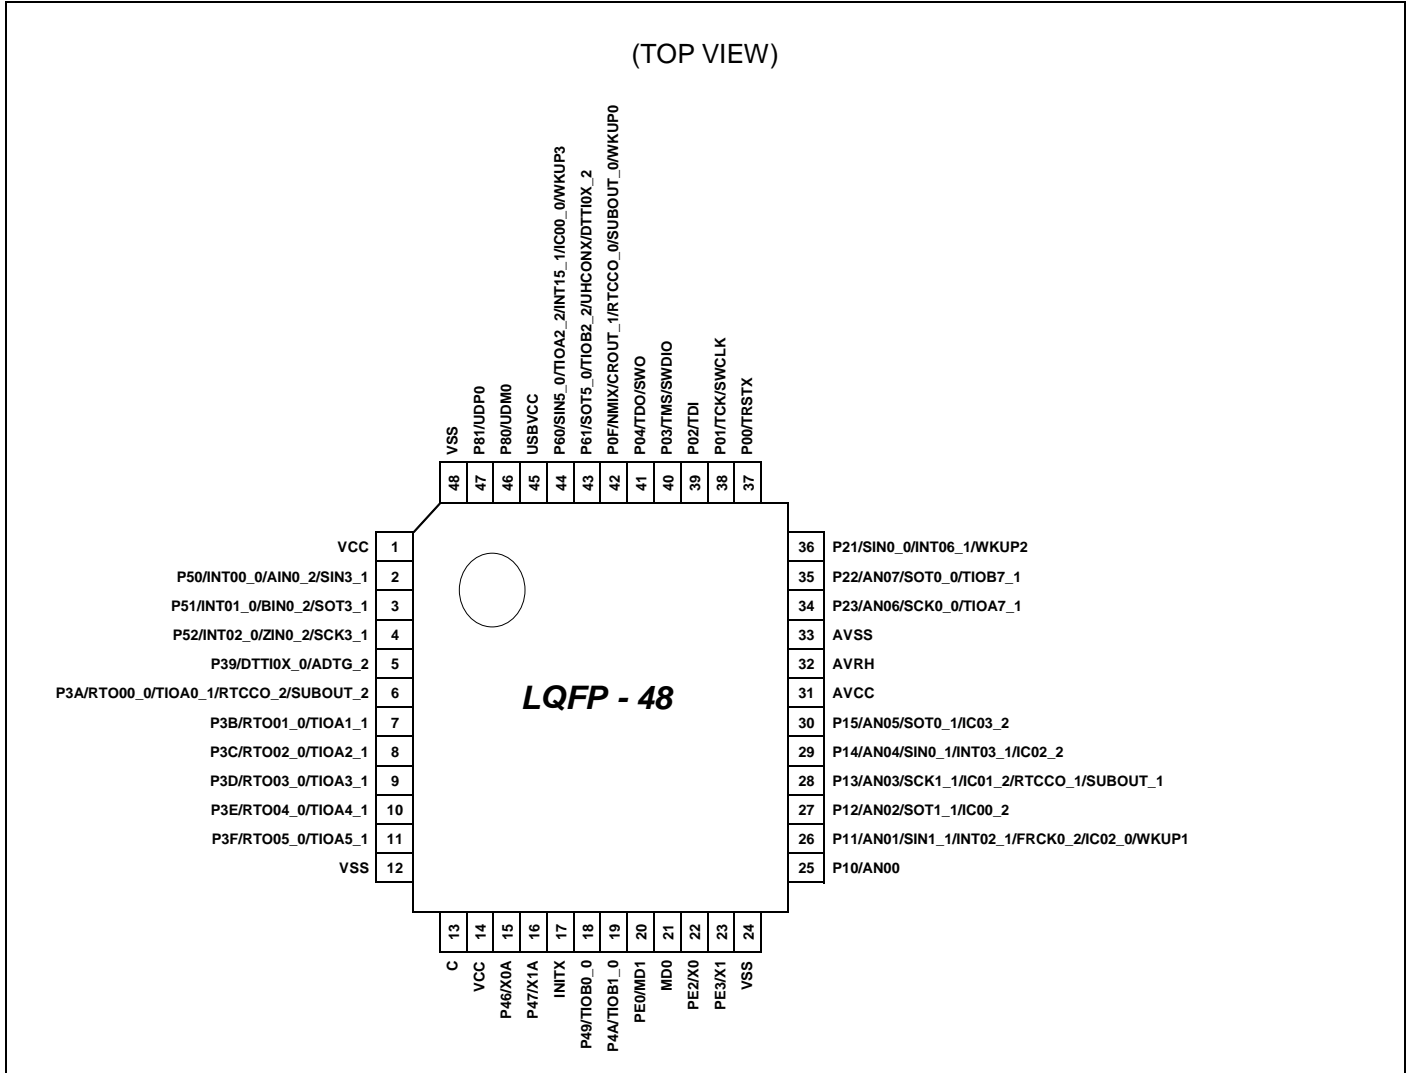 (TOP VIEW)
VSS
P81/UDP0
P80/UDM0
USBVCC
P60/SIN5_0/TIOA2_2/INT15_1/IC00_0/WKUP3
P61/SOT5_0/TIOB2_2/UHCONX/DTTI0X_2
P0F/NMIX/CROUT_1/RTCCO_0/SUBOUT_0/WKUP0
P04/TDO/SWO
P03/TMS/SWDIO
P02/TDI
P01/TCK/SWCLK
P00/TRSTX
48 47 46 45 44 43 42 41 40 39 38 37
VCC 1
P50/INT00_0/AIN0_2/SIN3_1 2
P51/INT01_0/BIN0_2/SOT3_1 3
P52/INT02_0/ZIN0_2/SCK3_1 4
P39/DTTI0X_0/ADTG_2 5
P3A/RTO00_0/TIOA0_1/RTCCO_2/SUBOUT_2 6
P3B/RTO01_0/TIOA1_1 7
P3C/RTO02_0/TIOA2_1 8
P3D/RTO03_0/TIOA3_1 9
P3E/RTO04_0/TIOA4_1 10
P3F/RTO05_0/TIOA5_1 11
VSS 12
LQFP - 48
36 P21/SIN0_0/INT06_1/WKUP2
35 P22/AN07/SOT0_0/TIOB7_1
34 P23/AN06/SCK0_0/TIOA7_1
33 AVSS
32 AVRH
31 AVCC
30 P15/AN05/SOT0_1/IC03_2
29 P14/AN04/SIN0_1/INT03_1/IC02_2
28 P13/AN03/SCK1_1/IC01_2/RTCCO_1/SUBOUT_1
27 P12/AN02/SOT1_1/IC00_2
26 P11/AN01/SIN1_1/INT02_1/FRCK0_2/IC02_0/WKUP1
25 P10/AN00
13 14 15 16 17 18 19 20 21 22 23 24
C
VCC
P46/X0A
P47/X1A
INITX
P49/TIOB0_0
P4A/TIOB1_0
PE0/MD1
MD0
PE2/X0
PE3/X1
VSS